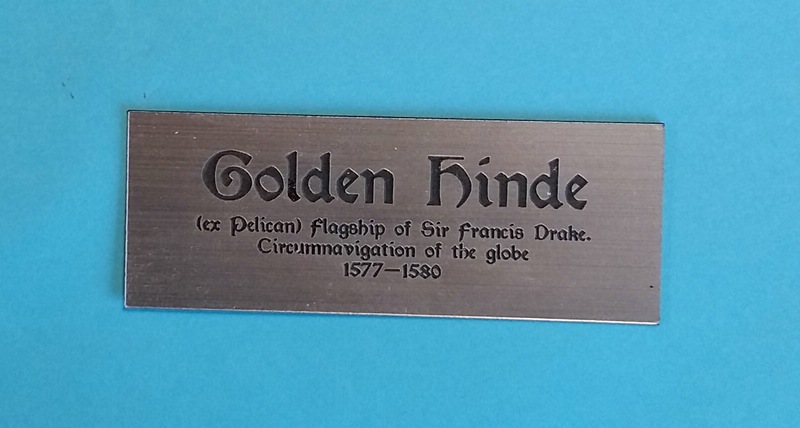 Golden Hinde
(ex Pelican) flagship of Sir Francis Drake.
Circumnavigation of the globe
1577—1580